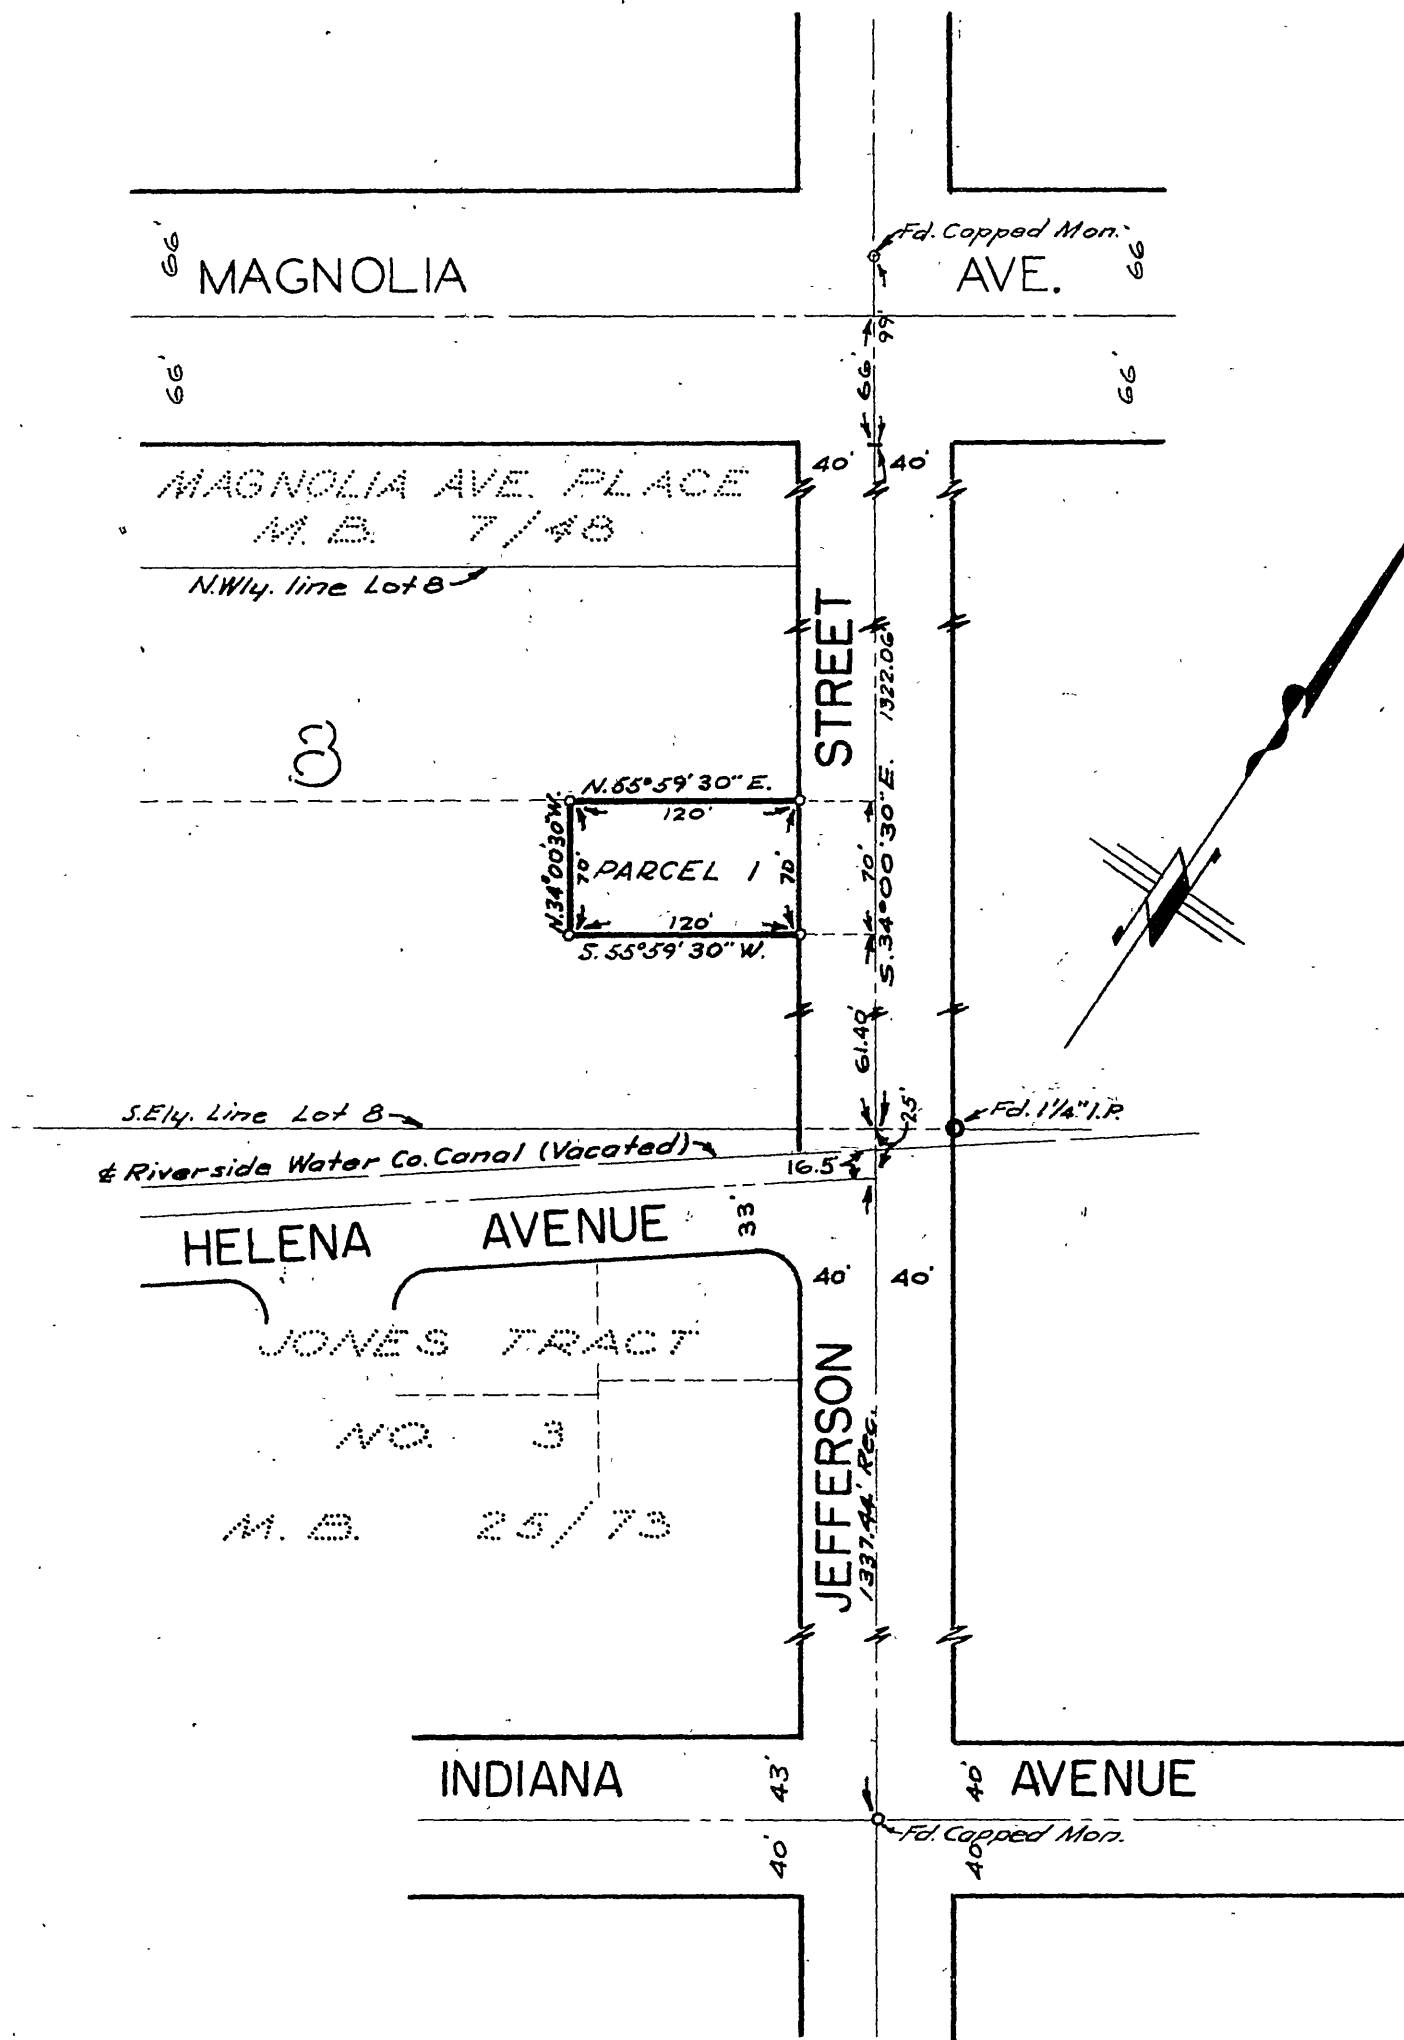 Fd. Capped Mon.
66'
MAGNOLIA AVE.
66'
99'
66'
66'
66'
40' 40'
MAGNOLIA AVE. PLACE
M.B. 7/48
N.Wly. line Lot 8
STREET
1322.06'
8
N.55°59'30"E.
120'
N.34°00'30"W.
70'
PARCEL 1
70'
70'
S.34°00'30"E.
120'
S.55°59'30"W.
61.40'
S.Ely. Line Lot 8
25'
Fd. 1¼" I.P.
℄ Riverside Water Co. Canal (Vacated)
16.5'
HELENA AVENUE
33'
40' 40'
JONES TRACT
NO. 3
M.B. 25/73
JEFFERSON
1337.44' Rec.
INDIANA AVENUE
43' 40'
Fd. Capped Mon.
40' 40'